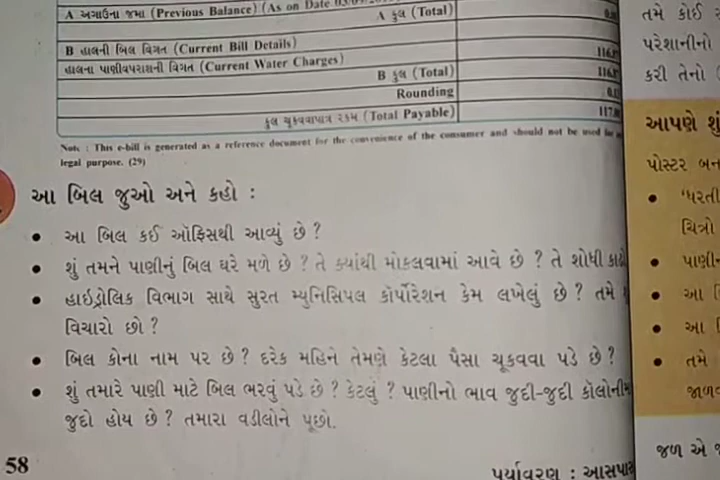 A અગાઉના જમા (Previous Balance) (As on Date
A કુલ (Total)
B હાલની બિલ વિગત (Current Bill Details)
હાલના પાણીવપરાશની વિગત (Current Water Charges)
B કુલ (Total)
Rounding
કુલ ચૂકવવાપાત્ર રકમ (Total Payable)
Note : This e-bill is generated as a reference document for the convenience of the consumer and should not be used for
legal purpose. (29)
આ બિલ જુઓ અને કહો :
• આ બિલ કઈ ઑફિસથી આવ્યું છે ?
• શું તમને પાણીનું બિલ ઘરે મળે છે ? તે ક્યાંથી મોકલવામાં આવે છે ? તે શોધી કાઢો
• હાઇડ્રોલિક વિભાગ સાથે સુરત મ્યુનિસિપલ કૉર્પોરેશન કેમ લખેલું છે ? તમે
વિચારો છો ?
• બિલ કોના નામ પર છે ? દરેક મહિને તેમણે કેટલા પૈસા ચૂકવવા પડે છે ?
• શું તમારે પાણી માટે બિલ ભરવું પડે છે ? કેટલું ? પાણીનો ભાવ જુદી-જુદી કૉલોનીમાં
જુદો હોય છે ? તમારા વડીલોને પૂછો.
58
પર્યાવરણ : આસપાસ
તમે કોઈ
પરેશાનીનો
કરી તેનો
આપણે શું
પોસ્ટર
• 'ધરતી
ચિત્રો
• પાણી
• આ
• આ
• તમે
જળ એ